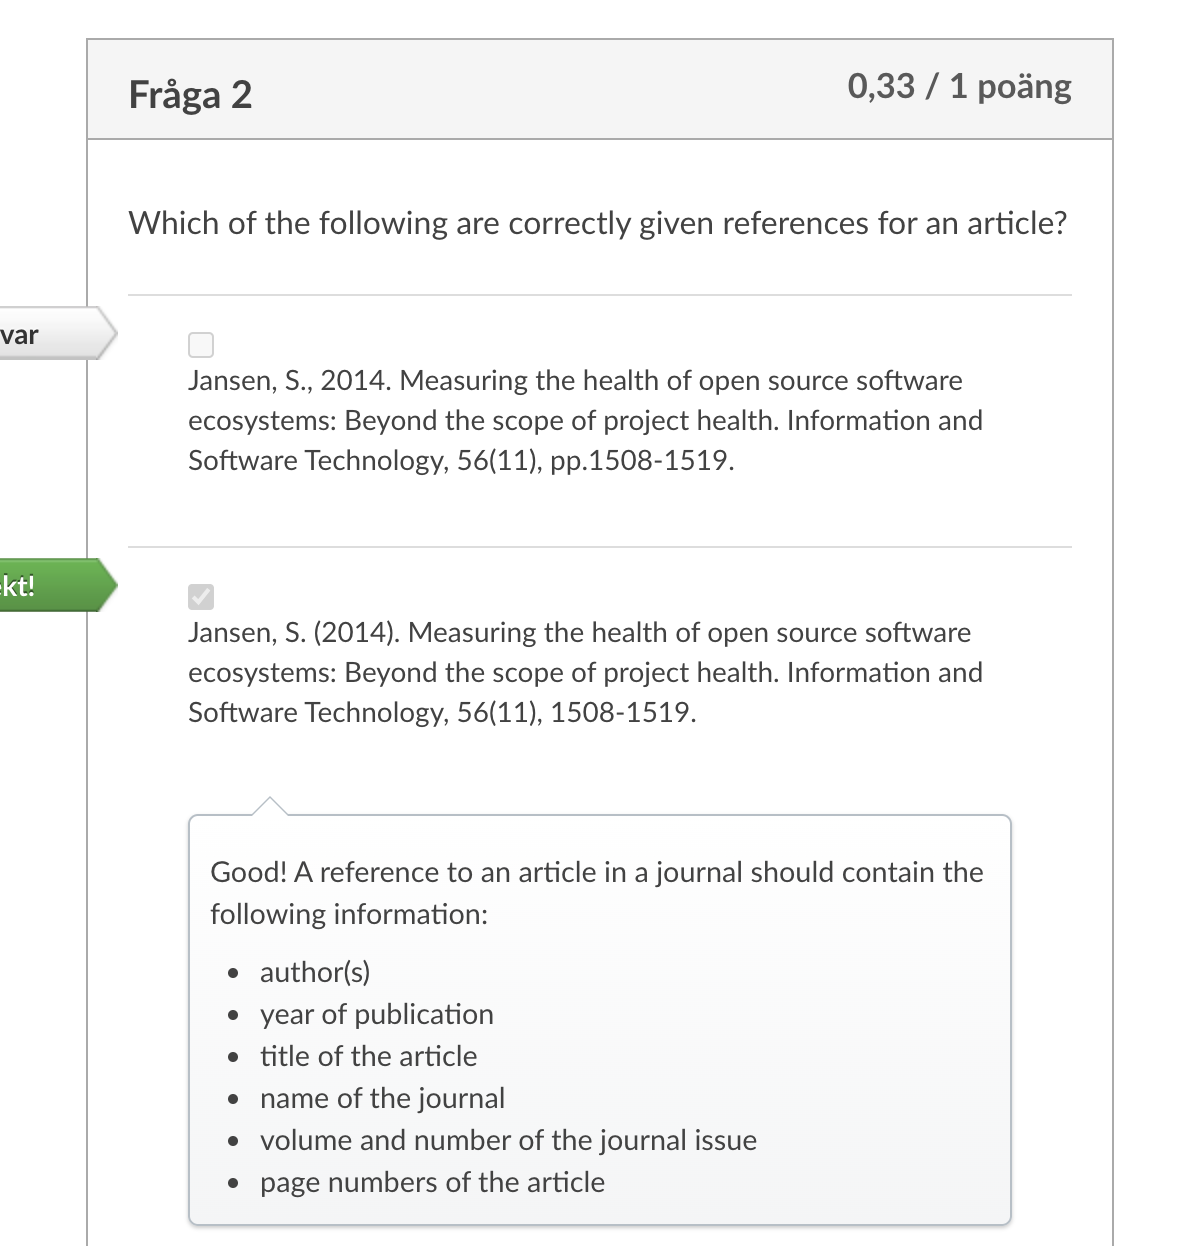 Fråga 2
0,33 / 1 poäng
Which of the following are correctly given references for an article?
var
Jansen, S., 2014. Measuring the health of open source software
ecosystems: Beyond the scope of project health. Information and
Software Technology, 56(11), pp.1508-1519.
ekt!
Jansen, S. (2014). Measuring the health of open source software
ecosystems: Beyond the scope of project health. Information and
Software Technology, 56(11), 1508-1519.
Good! A reference to an article in a journal should contain the
following information:
• author(s)
• year of publication
• title of the article
• name of the journal
• volume and number of the journal issue
• page numbers of the article